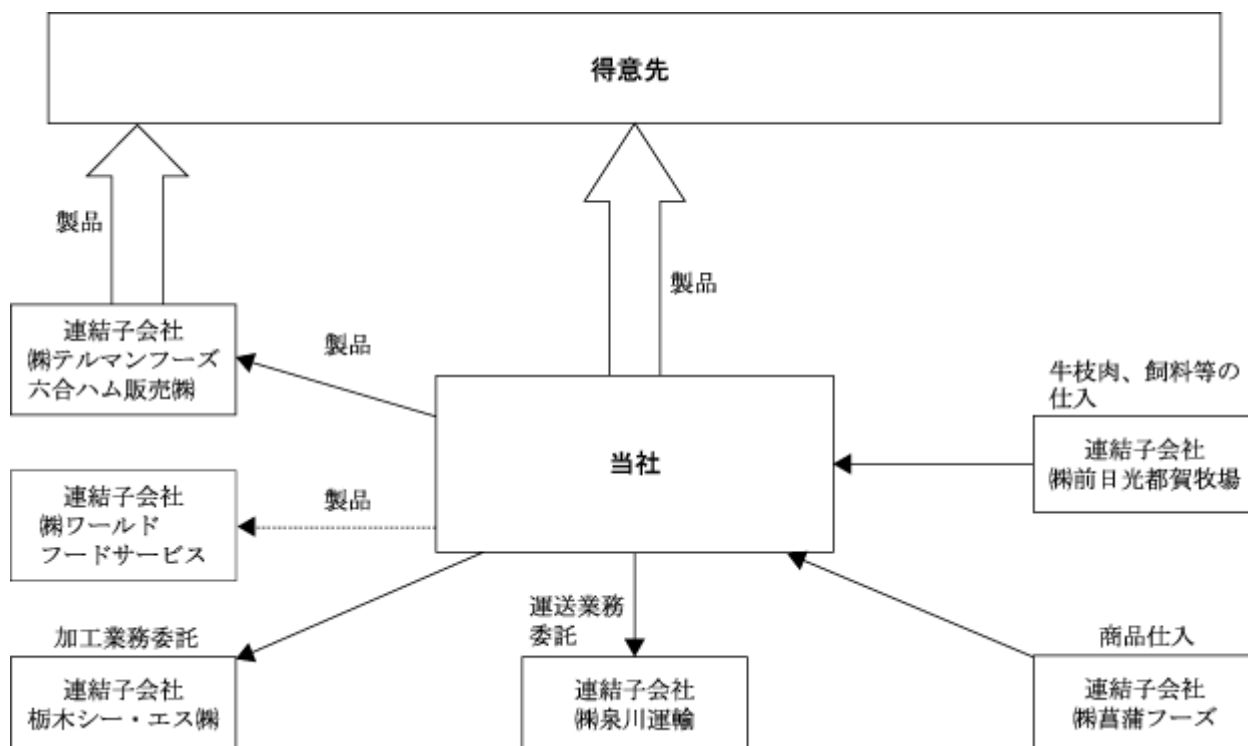 得意先
製品
製品
連結子会社
㈱テルマンフーズ
六合ハム販売㈱
製品
牛枝肉、飼料等の
仕入
当社
連結子会社
㈱前日光都賀牧場
連結子会社
㈱ワールド
フードサービス
製品
運送業務
委託
加工業務委託
商品仕入
連結子会社
栃木シー・エス㈱
連結子会社
㈱泉川運輸
連結子会社
㈱菖蒲フーズ